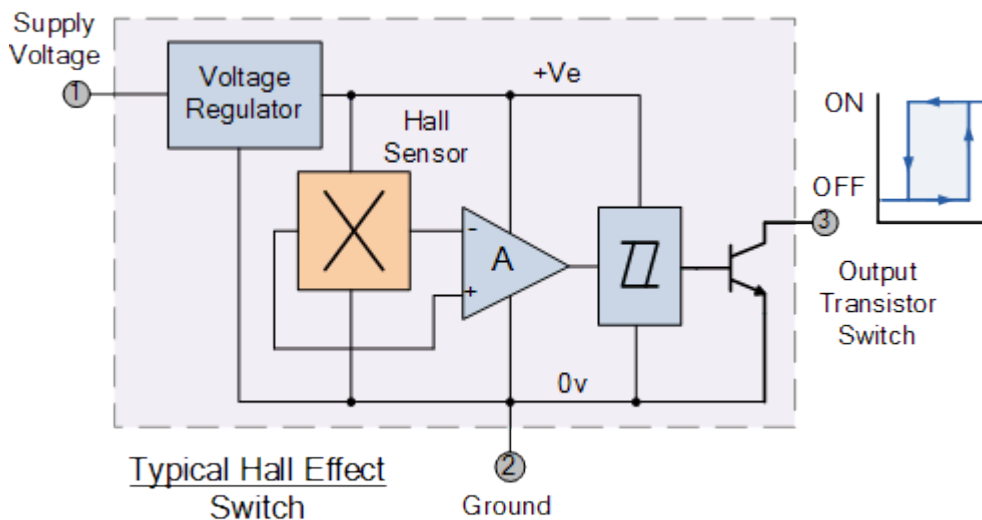 Supply
Voltage
1
Voltage
Regulator
+Ve
Hall
Sensor
-
A
+
ON
OFF
3
Output
Transistor
Switch
0v
2
Ground
Typical Hall Effect
Switch